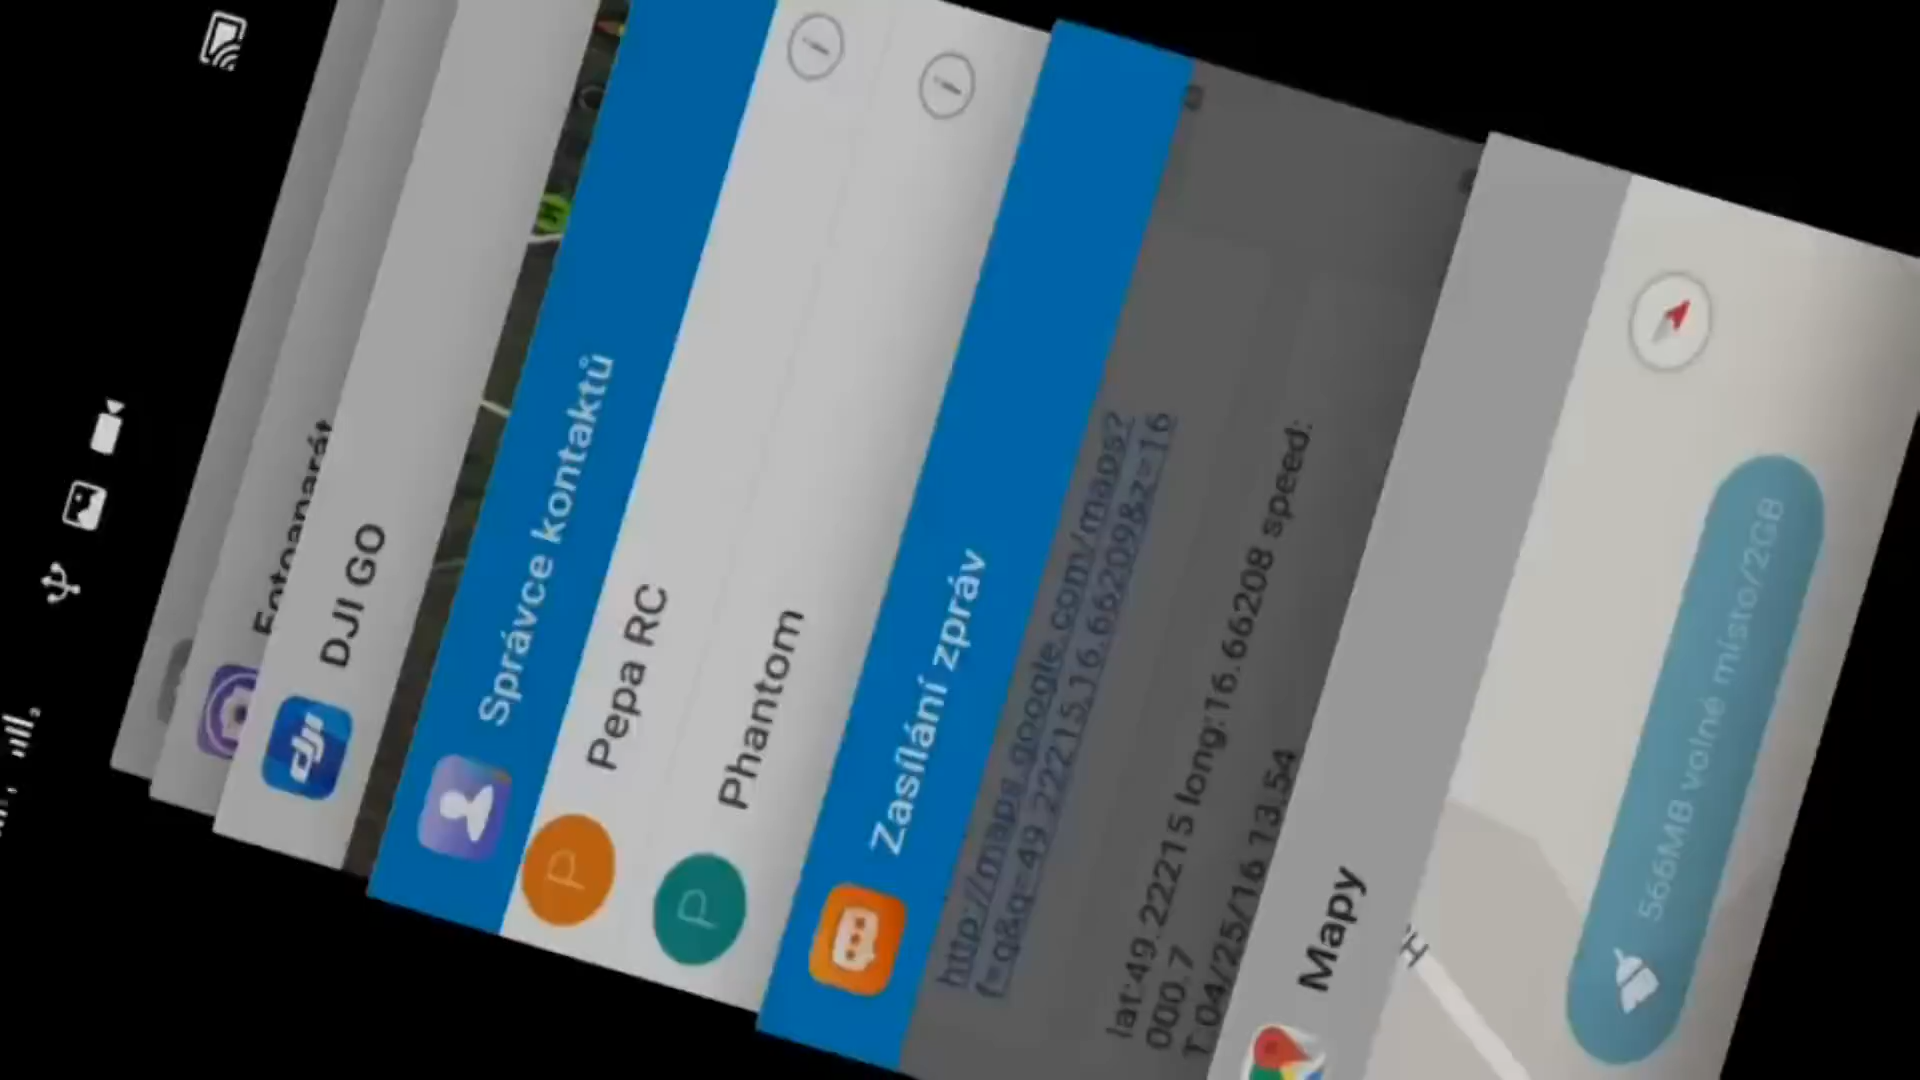 Fotoaparát
DJI GO
Správce kontaktů
P Pepa RC
P Phantom
Zasílání zpráv
http://maps.google.com/maps?
f=q&q=49.22215,16.66209&z=16
lat:49.22215 long:16.66208 speed:
000.7
T:04/25/16 13.54
Mapy
566MB volné místo/2GB